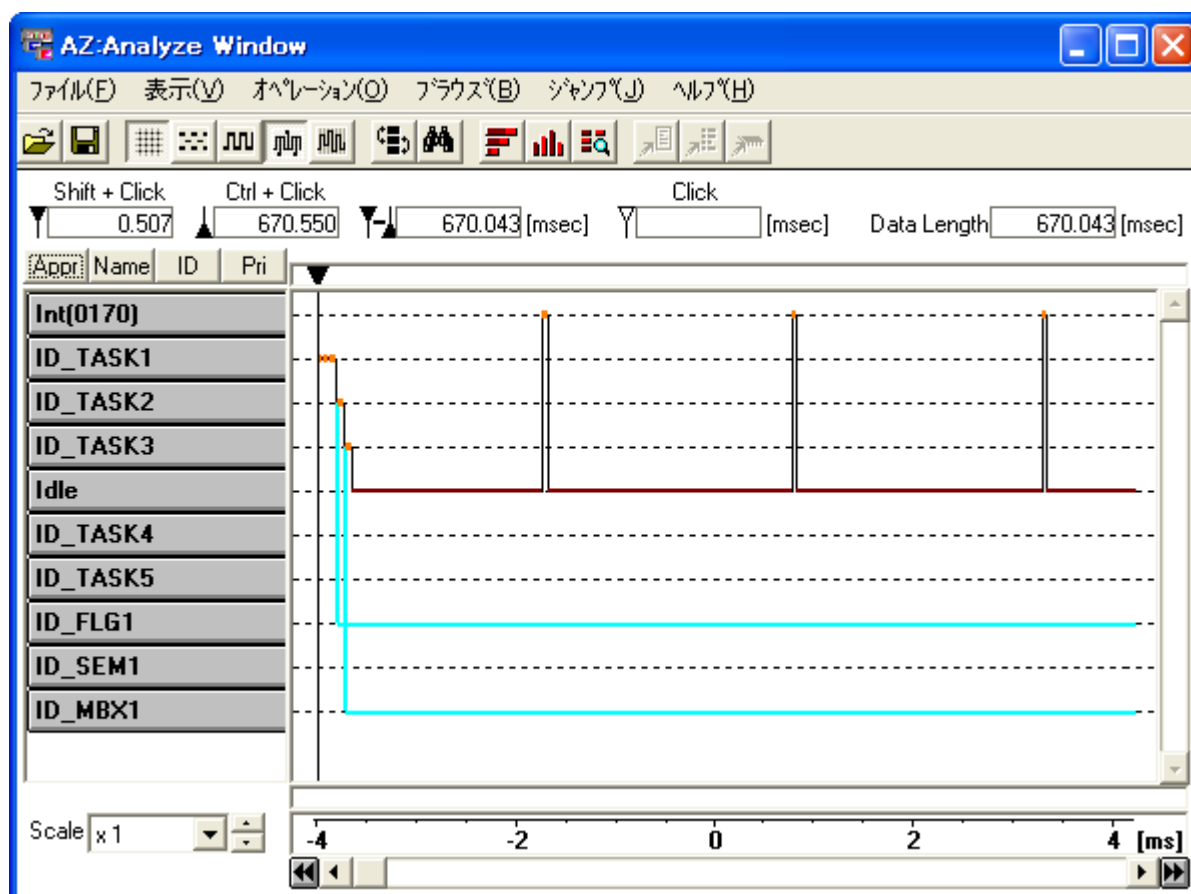 AZ:Analyze Window
ファイル(F) 表示(V) オペレーション(O) ブラウズ(B) ジャンプ(J) ヘルプ(H)
Shift + Click Ctrl + Click Click
0.507 670.550 670.043 [msec] [msec] Data Length 670.043 [msec]
Appr Name ID Pri
Int(0170)
ID_TASK1
ID_TASK2
ID_TASK3
Idle
ID_TASK4
ID_TASK5
ID_FLG1
ID_SEM1
ID_MBX1
Scale x 1 -4 -2 0 2 4 [ms]